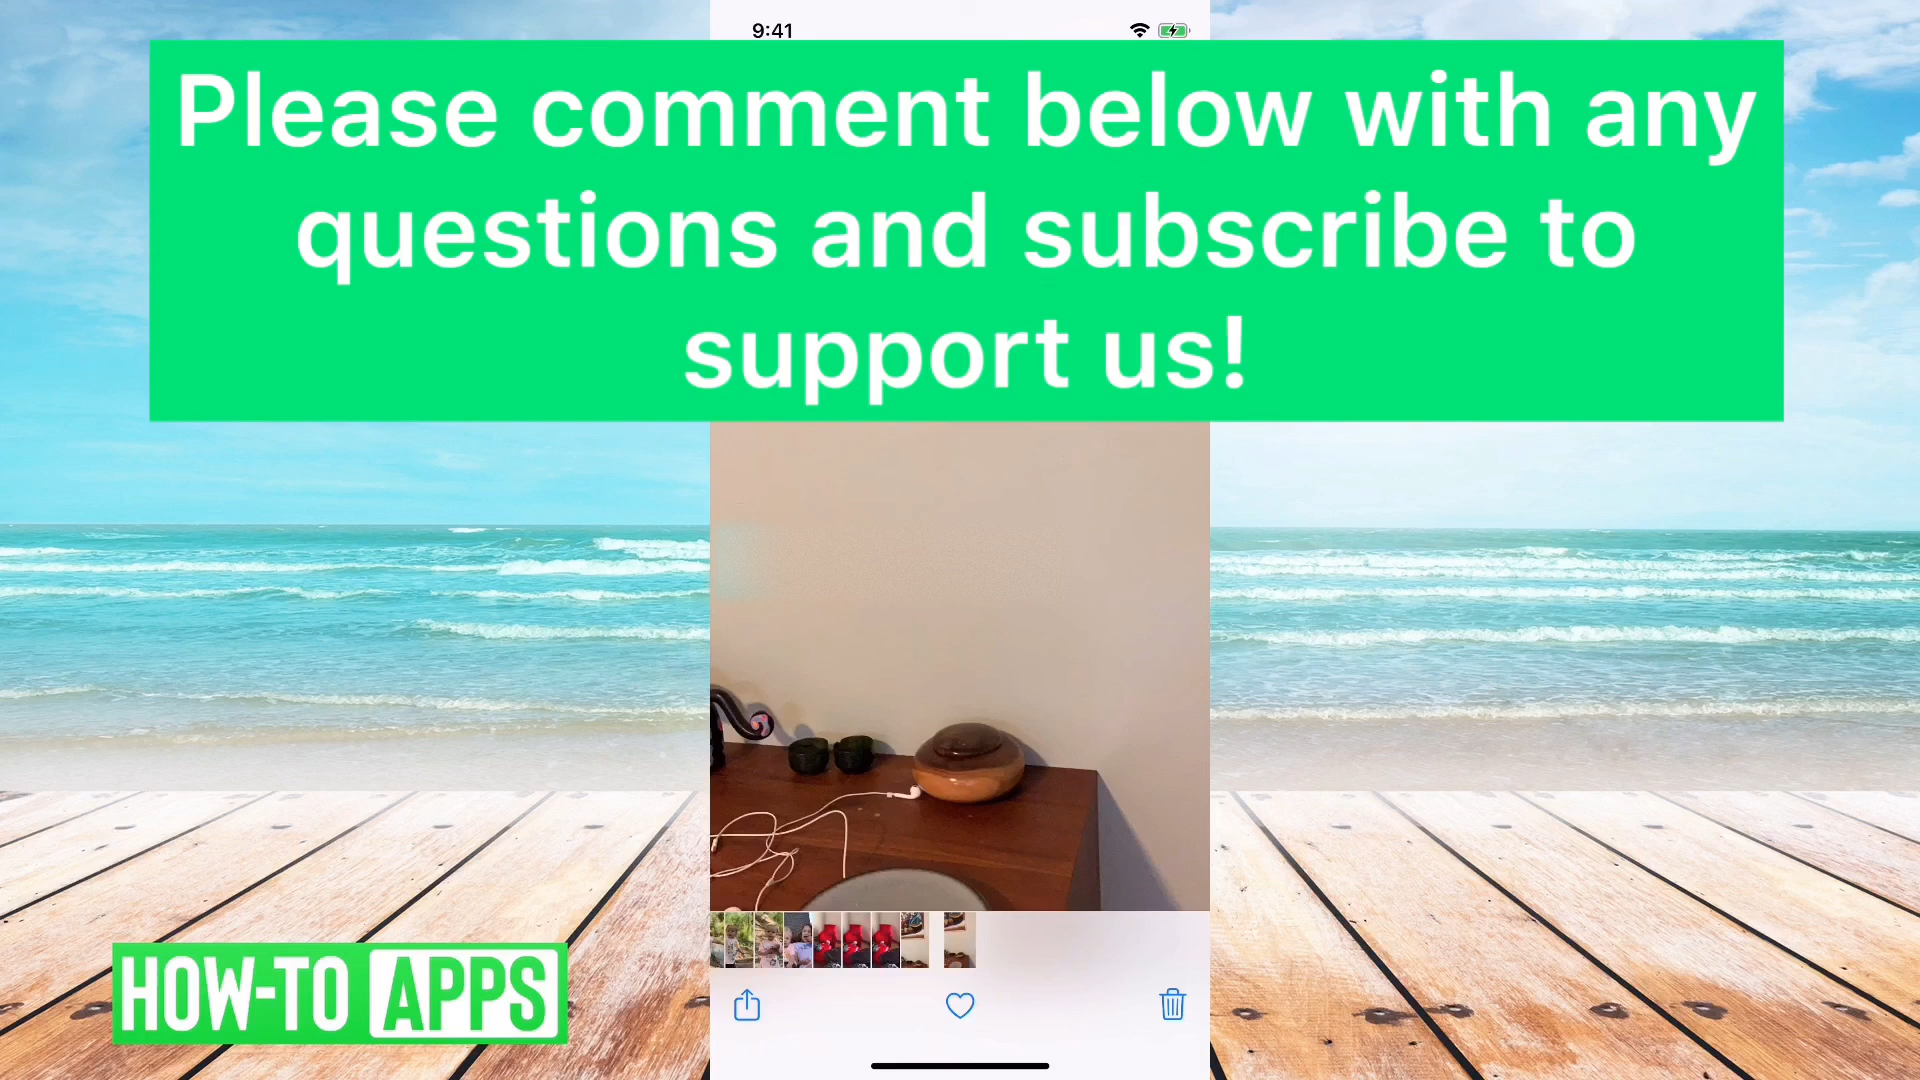 9:41
Please comment below with any
questions and subscribe to
support us!
HOW-TO APPS